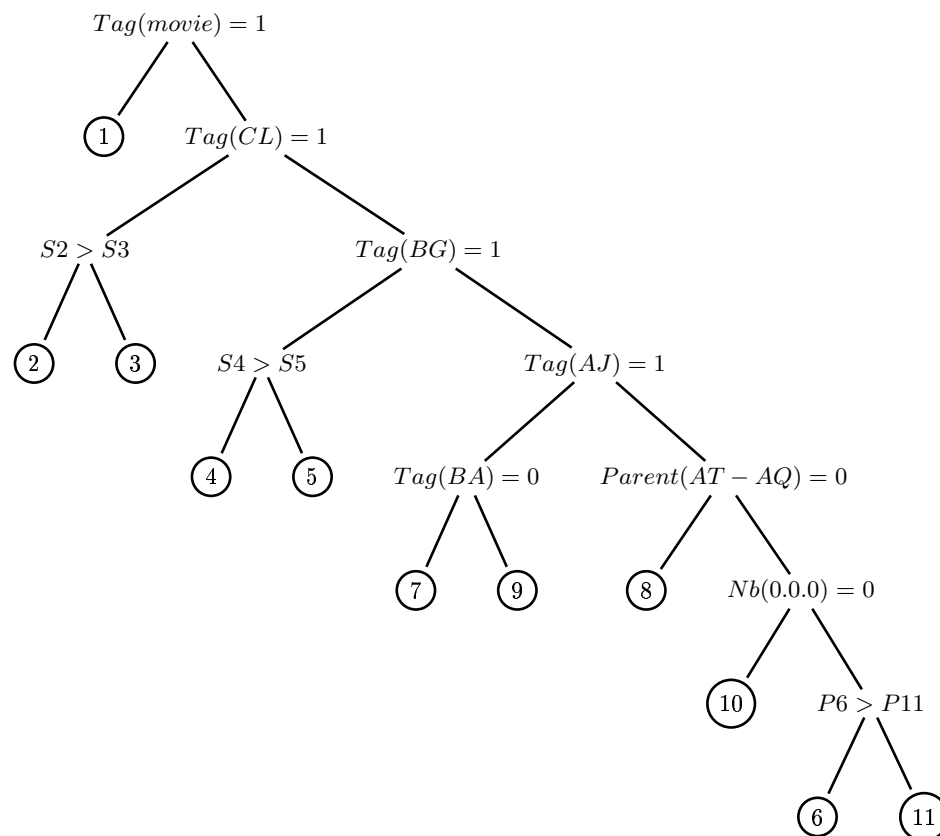 Tag(movie) = 1
1
Tag(CL) = 1
S2 > S3
Tag(BG) = 1
2
3
S4 > S5
Tag(AJ) = 1
4
5
Tag(BA) = 0
Parent(AT − AQ) = 0
7
9
8
Nb(0.0.0) = 0
10
P6 > P11
6
11